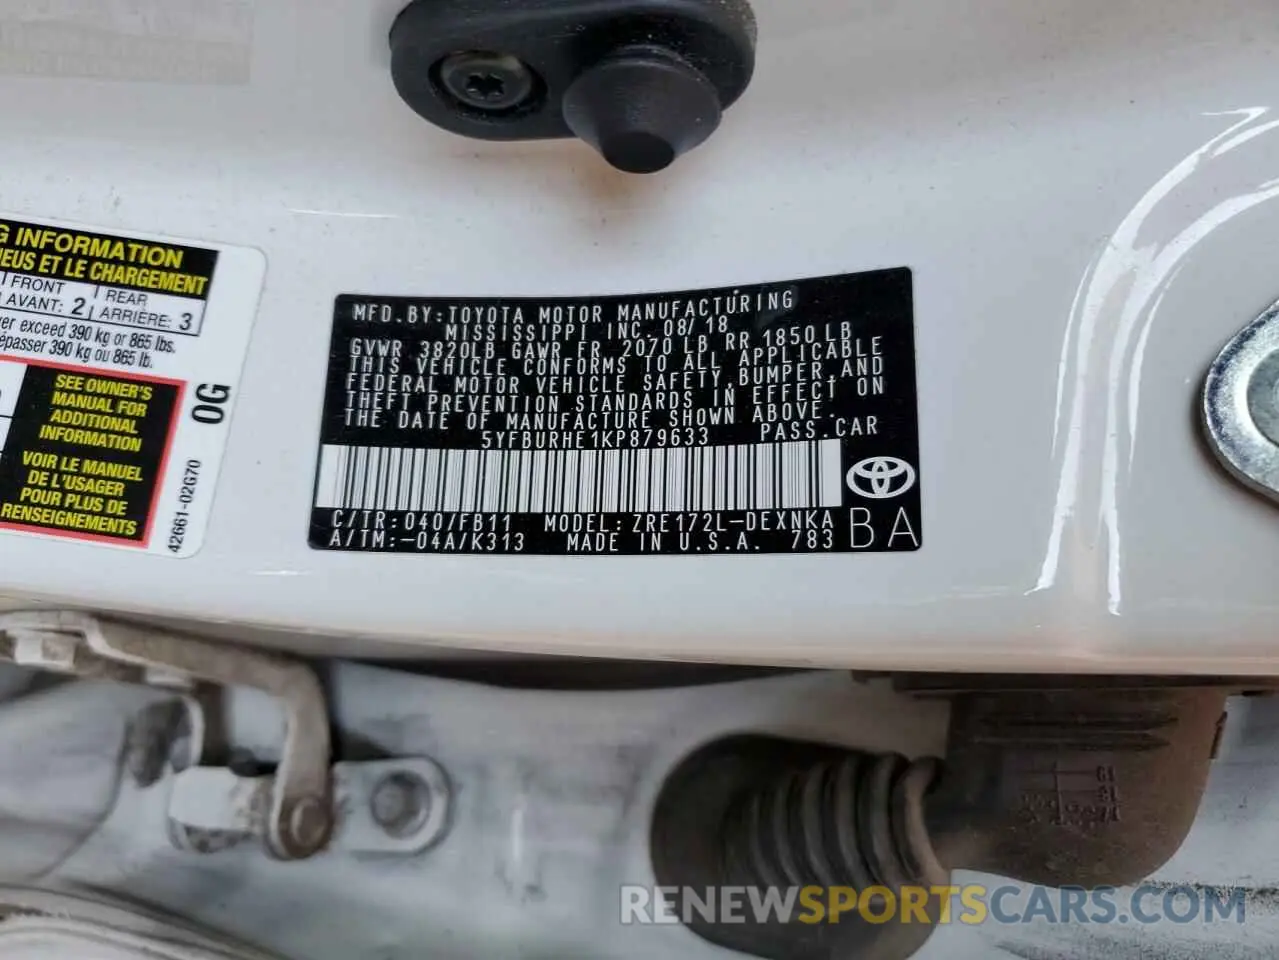 G INFORMATION
EUS ET LE CHARGEMENT
FRONT
AVANT: 2
REAR
ARRIÈRE: 3
ver exceed 390 kg or 865 lbs.
épasser 390 kg ou 865 lb.
SEE OWNER'S
MANUAL FOR
ADDITIONAL
INFORMATION
VOIR LE MANUEL
DE L'USAGER
POUR PLUS DE
RENSEIGNEMENTS
0G
42661-02G70
MFD. BY: TOYOTA MOTOR MANUFACTURING
MISSISSIPPI INC. 08/18
GVWR 3820LB GAWR FR 2070 LB RR 1850 LB
THIS VEHICLE CONFORMS TO ALL APPLICABLE
FEDERAL MOTOR VEHICLE SAFETY, BUMPER, AND
THEFT PREVENTION STANDARDS IN EFFECT ON
THE DATE OF MANUFACTURE SHOWN ABOVE.
5YFBURHE1KP879633 PASS. CAR
C/TR: 040/FB11 MODEL: ZRE172L-DEXNKA
A/TM: -04A/K313 MADE IN U.S.A. 783
BA
RENEWSPORTSCARS.COM